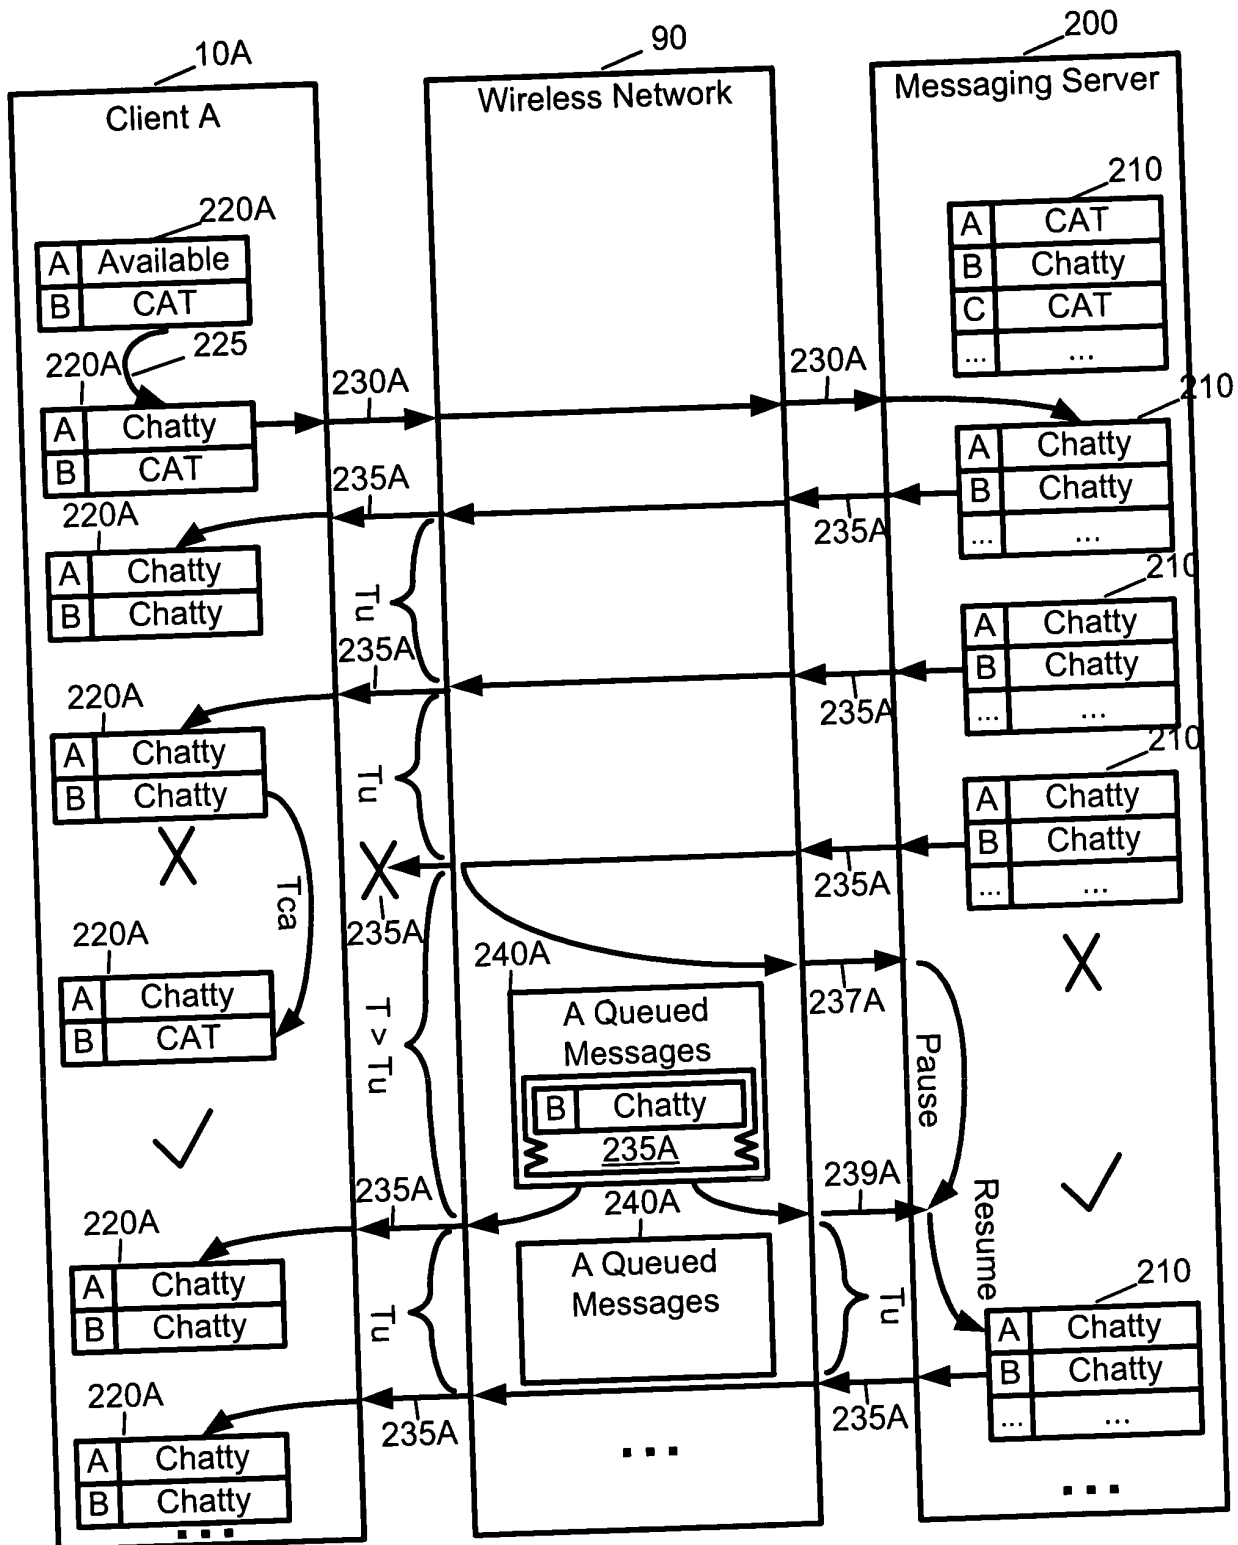 10A
90
200
Client A
Wireless Network
Messaging Server
220A
A Available
B CAT
225
210
A CAT
B Chatty
C CAT
... ...
220A
A Chatty
B CAT
230A
230A
210
A Chatty
B Chatty
... ...
235A
235A
220A
A Chatty
B Chatty
Tu
210
A Chatty
B Chatty
... ...
235A
235A
220A
A Chatty
B Chatty
Tu
210
A Chatty
B Chatty
... ...
235A
235A
Tca
220A
A Chatty
B CAT
T > Tu
237A
Pause
240A
A Queued
Messages
B Chatty
235A
235A
239A
Resume
220A
A Chatty
B Chatty
Tu
240A
A Queued
Messages
Tu
210
A Chatty
B Chatty
... ...
235A
235A
220A
A Chatty
B Chatty
...
...
...